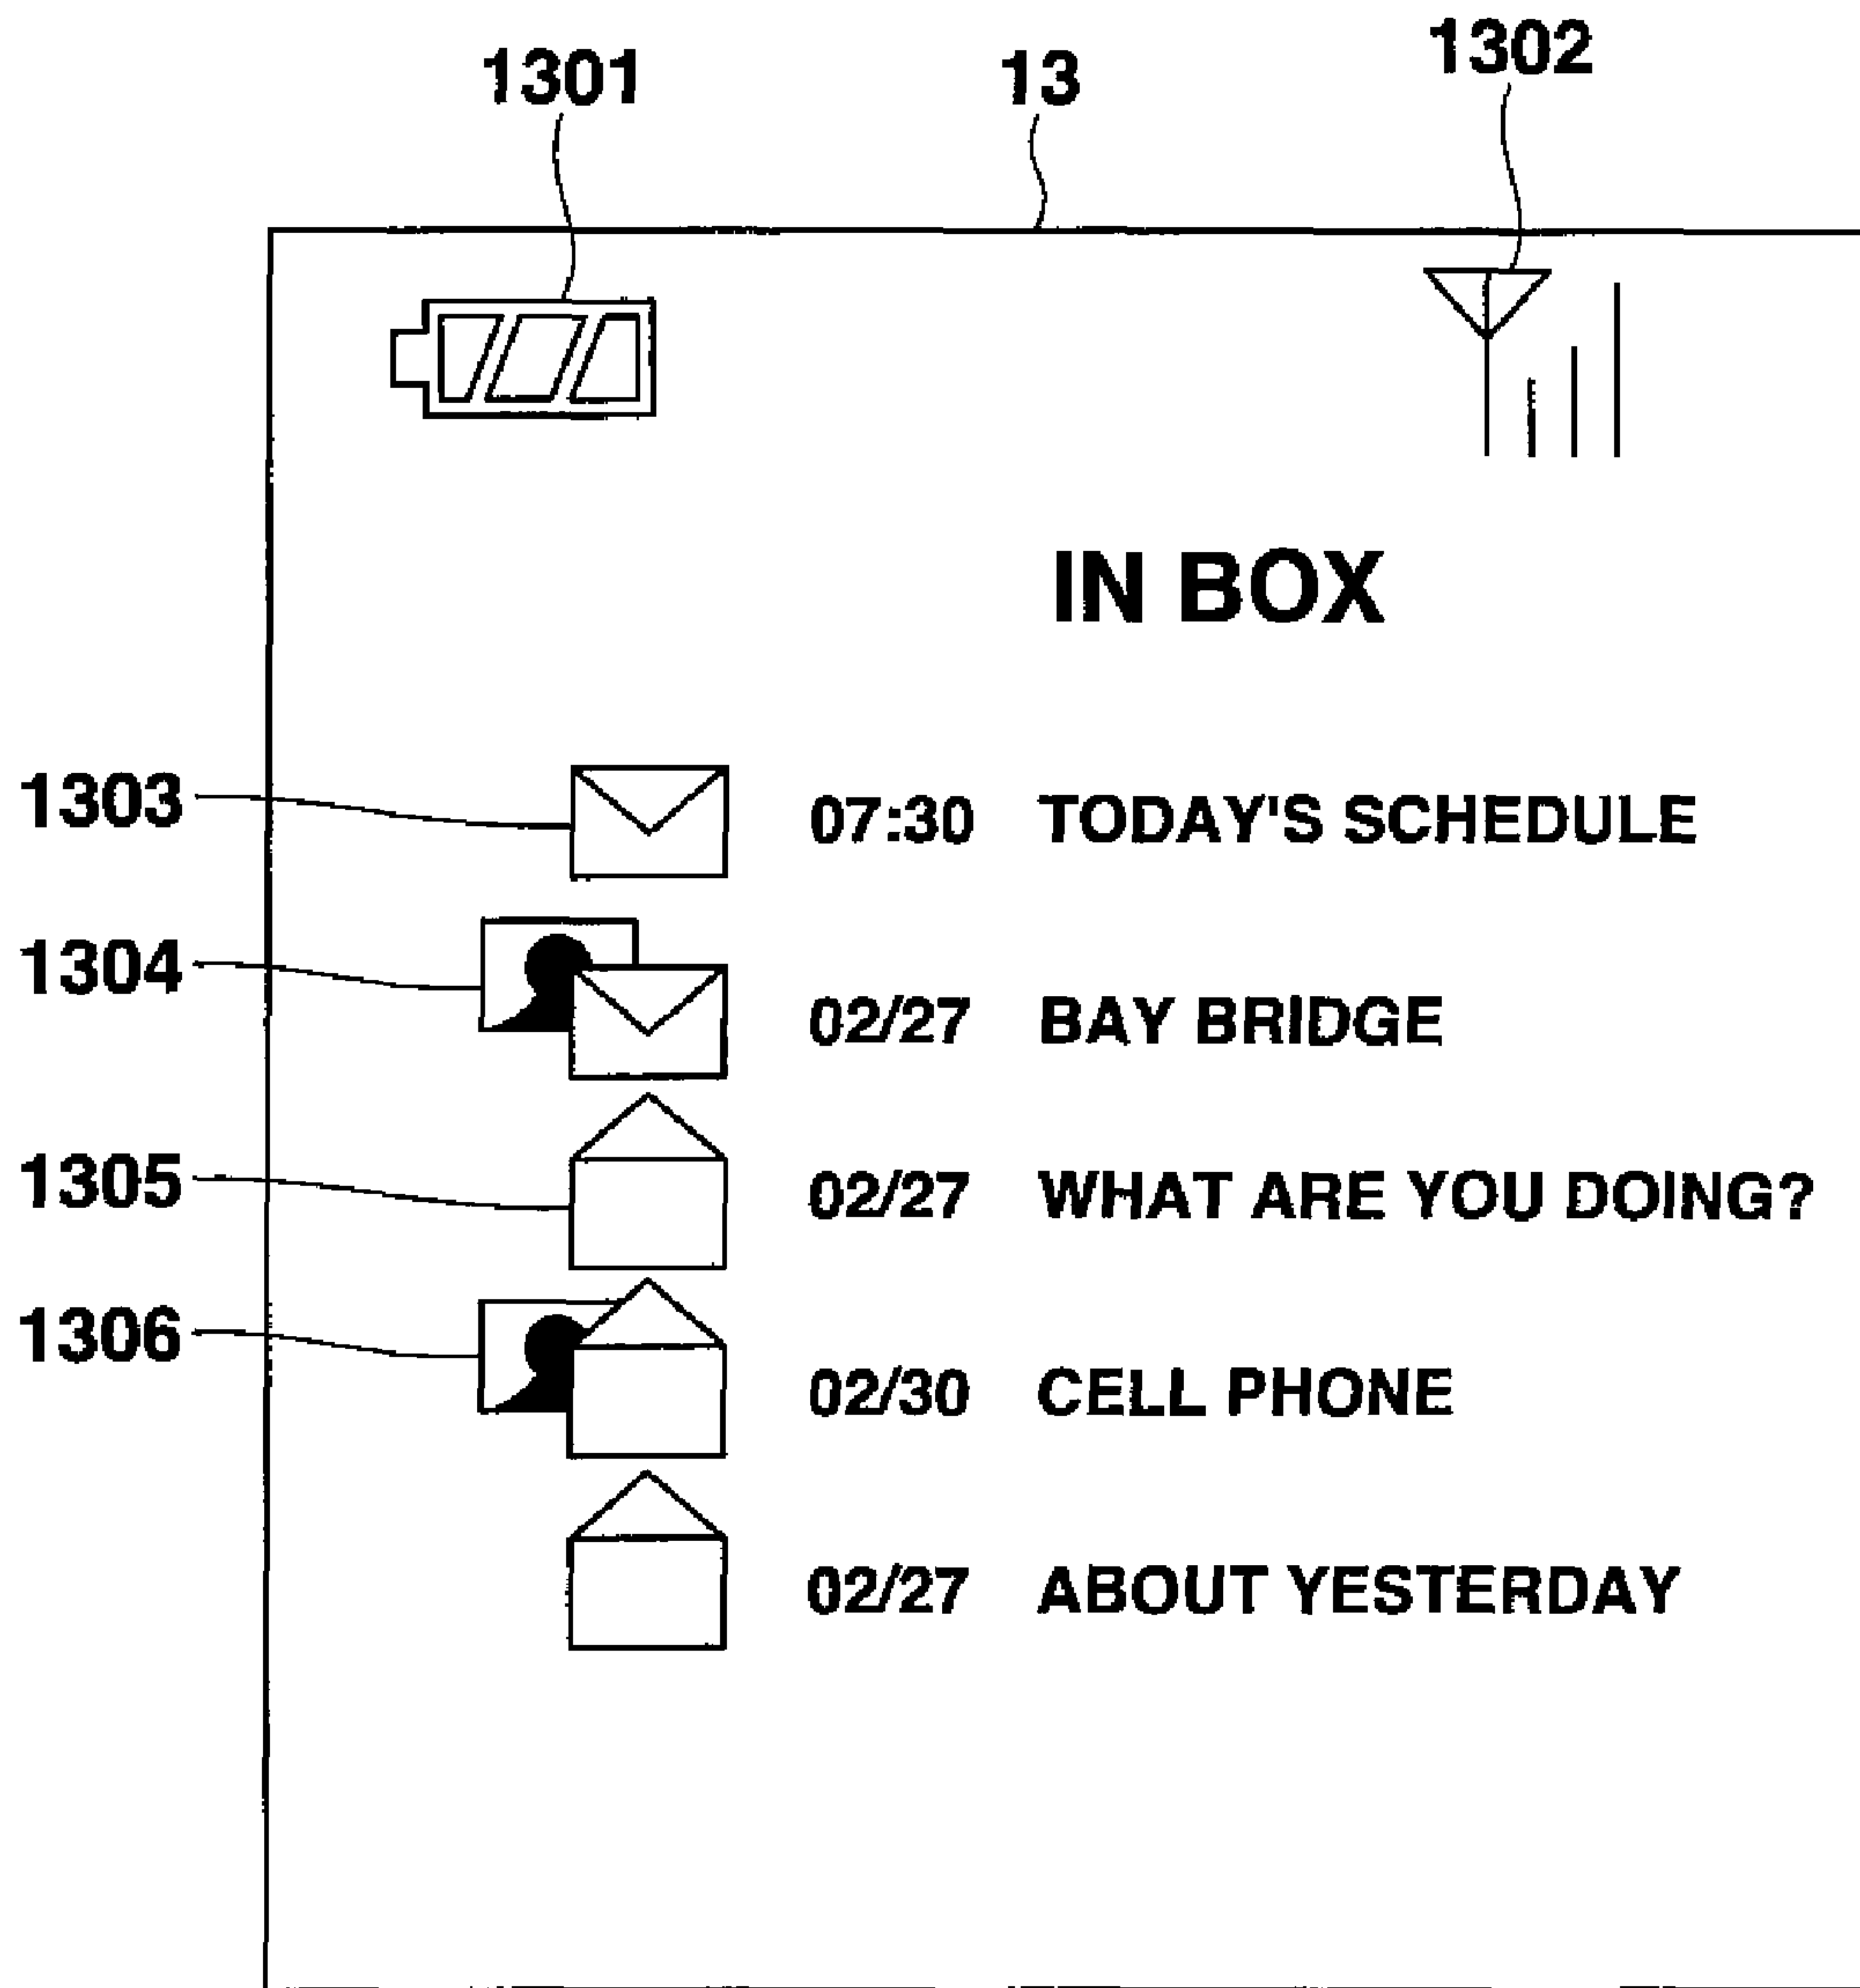 1301 13 1302
IN BOX
1303 07:30 TODAY'S SCHEDULE
1304 02/27 BAY BRIDGE
1305 02/27 WHAT ARE YOU DOING?
1306 02/30 CELL PHONE
02/27 ABOUT YESTERDAY